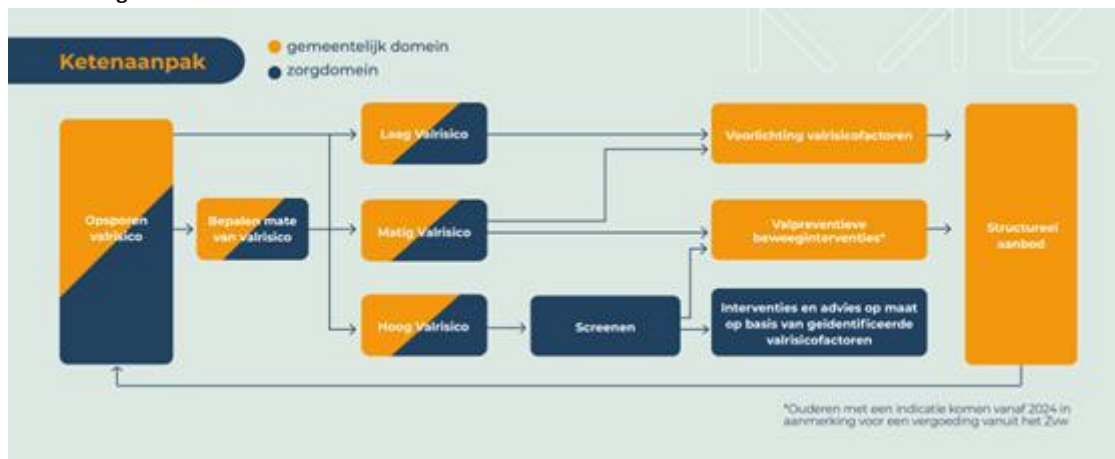 Ketenaanpak
gemeentelijk domein
zorgdomein
Opsporen
valrisico
Bepalen mate
van valrisico
Laag Valrisico
Matig Valrisico
Hoog Valrisico
Screenen
Voorlichting valrisicofactoren
Valpreventieve
beweeginterventies*
Interventies en advies op maat
op basis van geïdentificeerde
valrisicofactoren
Structureel
aanbod
*Ouderen met een indicatie komen vanaf 2024 in
aanmerking voor een vergoeding vanuit het Zvw